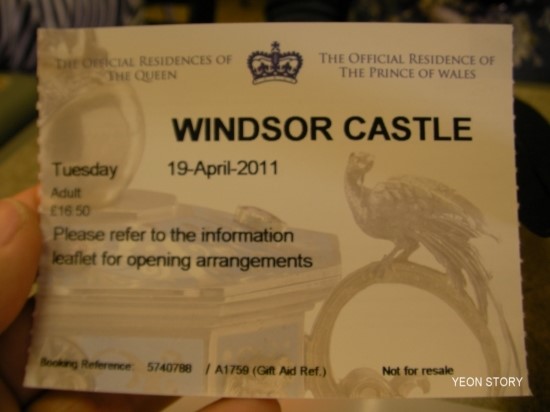 THE OFFICIAL RESIDENCES OF
THE QUEEN
THE OFFICIAL RESIDENCE OF
THE PRINCE OF WALES
WINDSOR CASTLE
Tuesday 19-April-2011
Adult
£16.50
Please refer to the information
leaflet for opening arrangements
Booking Reference: 5740788 / A1759 (Gift Aid Ref.) Not for resale
YEON STORY